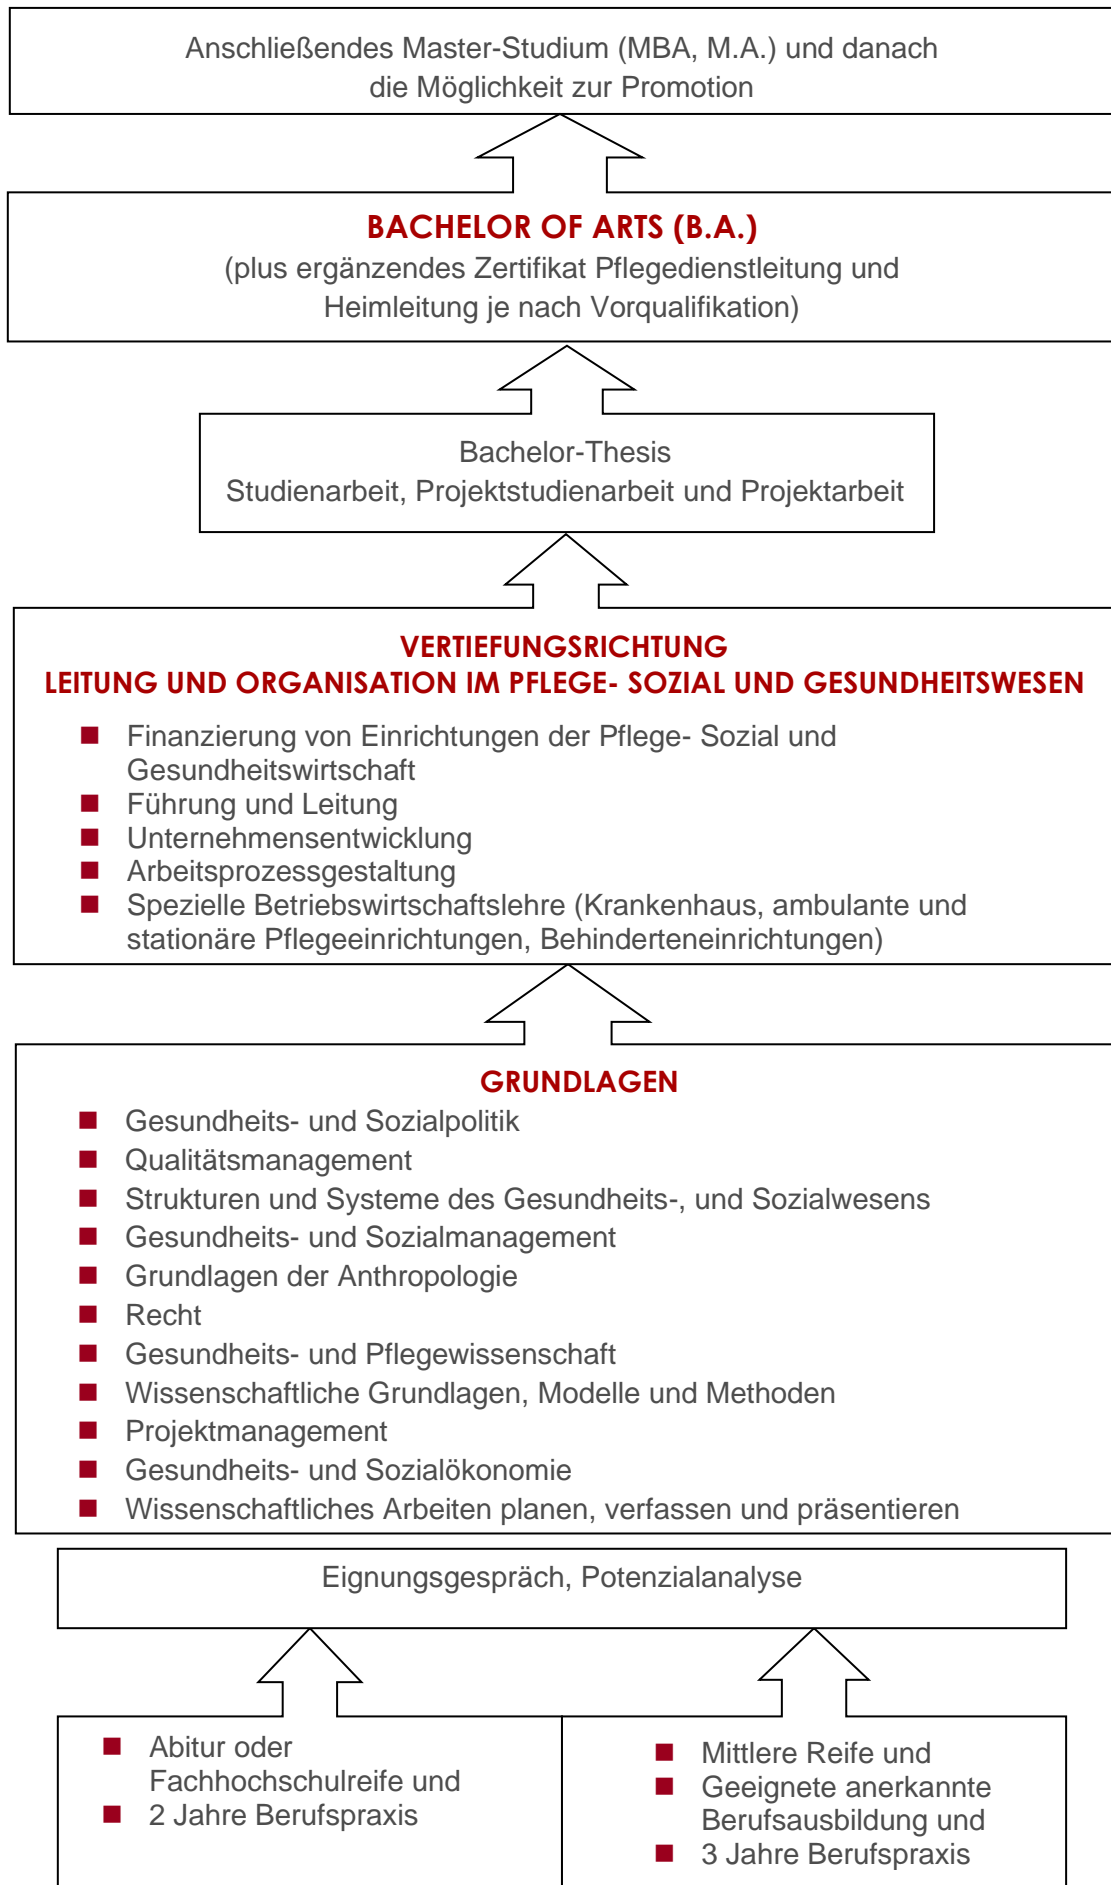 Anschließendes Master-Studium (MBA, M.A.) und danach
die Möglichkeit zur Promotion
BACHELOR OF ARTS (B.A.)
(plus ergänzendes Zertifikat Pflegedienstleitung und
Heimleitung je nach Vorqualifikation)
Bachelor-Thesis
Studienarbeit, Projektstudienarbeit und Projektarbeit
VERTIEFUNGSRICHTUNG
LEITUNG UND ORGANISATION IM PFLEGE- SOZIAL UND GESUNDHEITSWESEN
Finanzierung von Einrichtungen der Pflege- Sozial und
Gesundheitswirtschaft
Führung und Leitung
Unternehmensentwicklung
Arbeitsprozessgestaltung
Spezielle Betriebswirtschaftslehre (Krankenhaus, ambulante und
stationäre Pflegeeinrichtungen, Behinderteneinrichtungen)
GRUNDLAGEN
Gesundheits- und Sozialpolitik
Qualitätsmanagement
Strukturen und Systeme des Gesundheits-, und Sozialwesens
Gesundheits- und Sozialmanagement
Grundlagen der Anthropologie
Recht
Gesundheits- und Pflegewissenschaft
Wissenschaftliche Grundlagen, Modelle und Methoden
Projektmanagement
Gesundheits- und Sozialökonomie
Wissenschaftliches Arbeiten planen, verfassen und präsentieren
Eignungsgespräch, Potenzialanalyse
Abitur oder
Fachhochschulreife und
2 Jahre Berufspraxis
Mittlere Reife und
Geeignete anerkannte
Berufsausbildung und
3 Jahre Berufspraxis